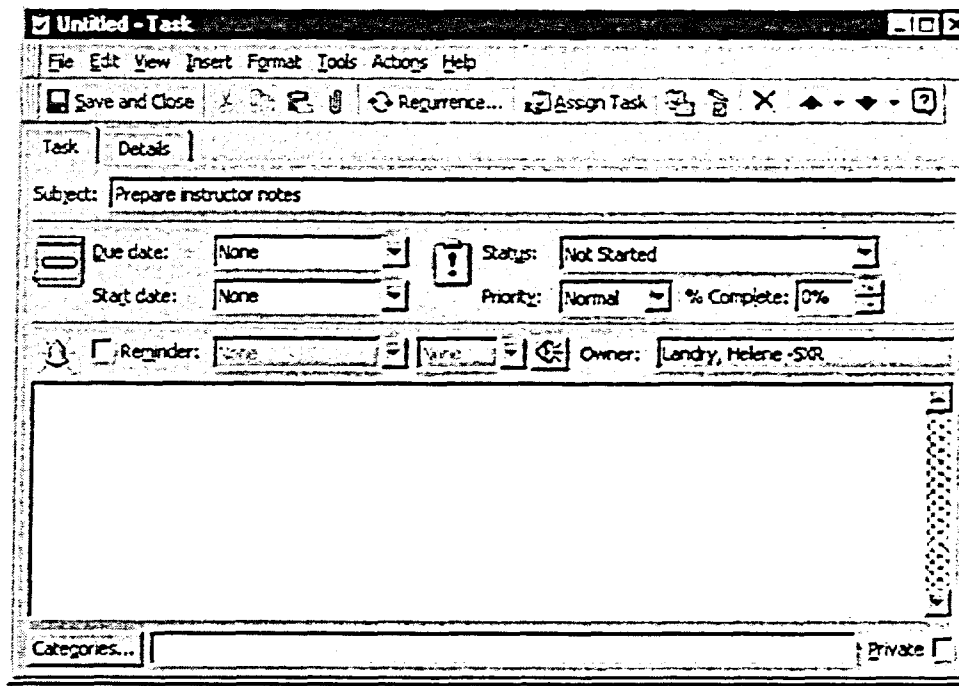 Untitled - Task
File Edit View Insert Format Tools Actions Help
Save and Close Recurrence... Assign Task
Task Details
Subject: Prepare instructor notes
Due date: None Status: Not Started
Start date: None Priority: Normal % Complete: 0%
Reminder: None None Owner: Landry, Helene -SXR
Categories... Private